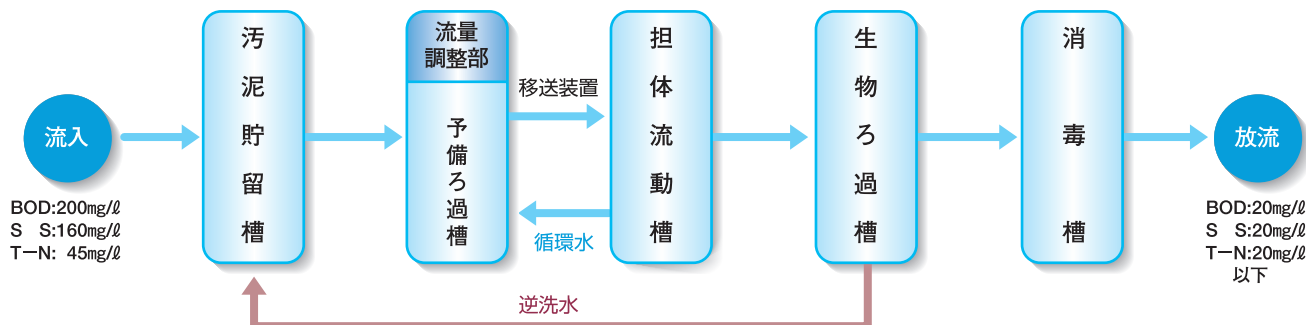 流入
BOD:200㎎/ℓ
S S:160㎎/ℓ
T－N: 45㎎/ℓ
汚泥貯留槽
流量
調整部
予備ろ過槽
移送装置
循環水
担体流動槽
生物ろ過槽
逆洗水
消毒槽
放流
BOD:20㎎/ℓ
S S:20㎎/ℓ
T－N:20㎎/ℓ
以下